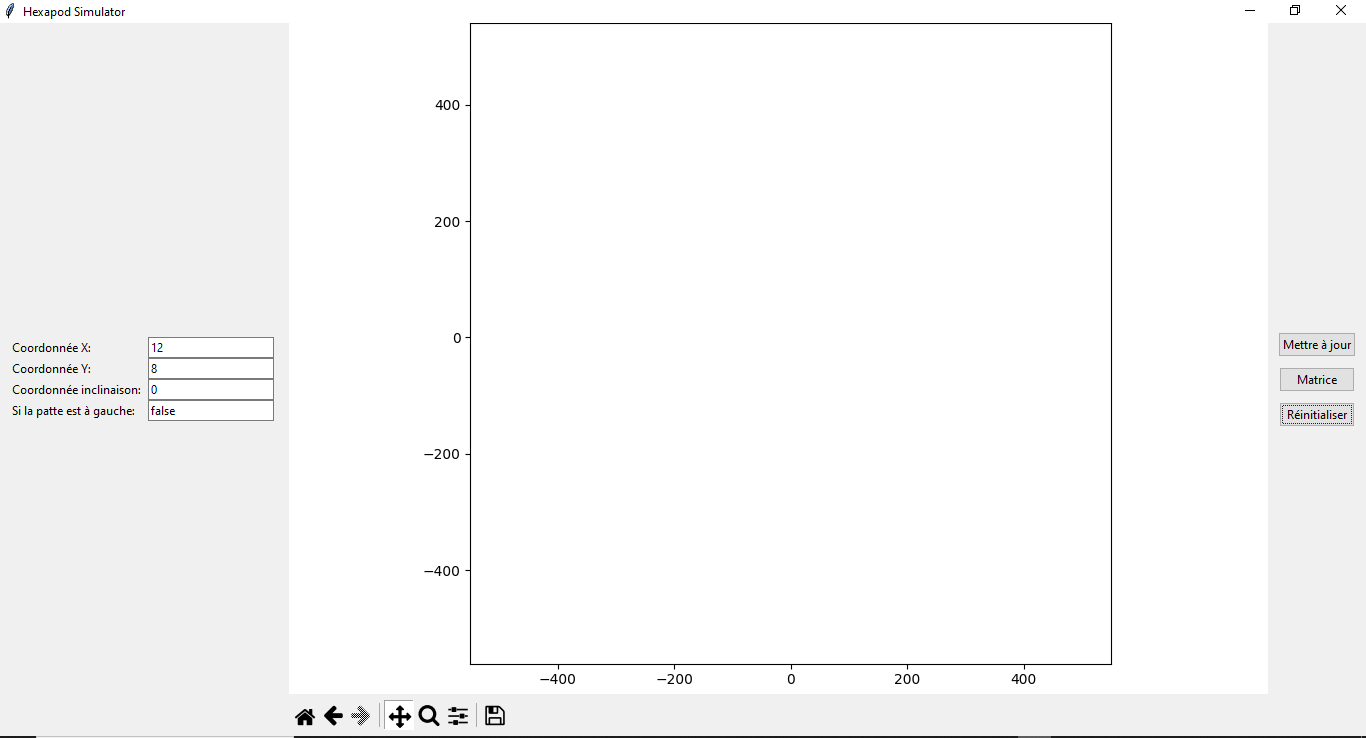 Hexapod Simulator
400
200
0
−200
−400
−400 −200 0 200 400
Coordonnée X: 12
Coordonnée Y: 8
Coordonnée inclinaison: 0
Si la patte est à gauche: false
Mettre à jour
Matrice
Réinitialiser